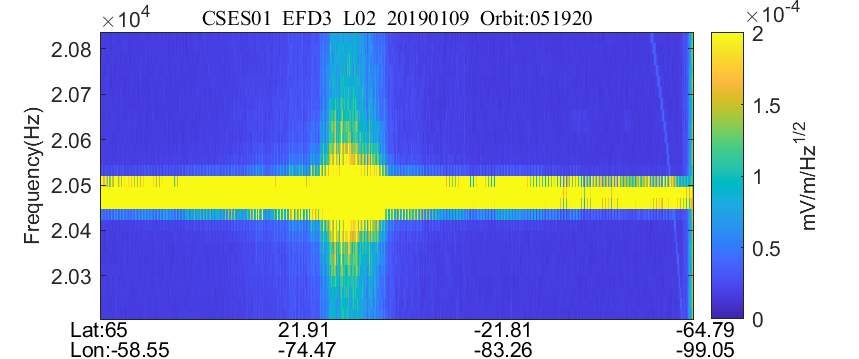 ×10⁴ CSES01 EFD3 L02 20190109 Orbit:051920 ×10⁻⁴
2.08
2.07
2.06
2.05
2.04
2.03
Frequency(Hz)
2
1.5
1
0.5
0
mV/m/Hz^1/2
Lat:65 21.91 -21.81 -64.79
Lon:-58.55 -74.47 -83.26 -99.05